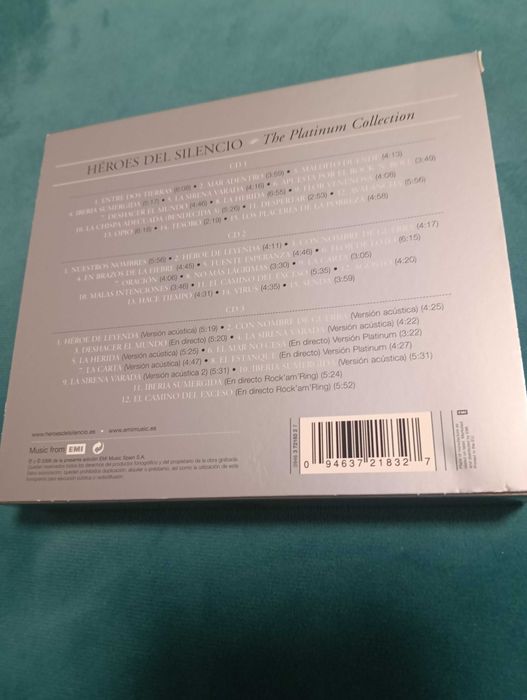 HÉROES DEL SILENCIO The Platinum Collection
CD 1
1. ENTRE DOS TIERRAS (6:08) • 2. MAR ADENTRO (3:59) • 3. MALDITO DUENDE (4:13)
4. IBERIA SUMERGIDA (5:17) • 5. LA SIRENA VARADA (4:16) • 6. APUESTA POR EL ROCK 'N' ROLL (3:49)
7. DESHACER EL MUNDO (4:46) • 8. LA HERIDA (6:55) • 9. FLOR VENENOSA (4:08)
10. LA CHISPA ADECUADA (BENDECIDA 3) (5:26) • 11. DESPERTAR (2:53) • 12. AVALANCHA (5:56)
13. OPIO (6:16) • 14. TESORO (2:19) • 15. LOS PLACERES DE LA POBREZA (4:58)
CD 2
1. NUESTROS NOMBRES (5:56) • 2. HÉROE DE LEYENDA (4:11) • 3. CON NOMBRE DE GUERRA (4:17)
4. EN BRAZOS DE LA FIEBRE (4:45) • 5. FUENTE ESPERANZA (4:46) • 6. FLOR DE LOTO (6:15)
7. ORACIÓN (4:06) • 8. NO MÁS LÁGRIMAS (3:30) • 9. LA CARTA (3:05)
10. MALAS INTENCIONES (3:46) • 11. EL CAMINO DEL EXCESO (5:35) • 12. AGOSTO (4:20)
13. HACE TIEMPO (4:31) • 14. VIRUS (4:35) • 15. SENDA (3:59)
CD 3
1. HÉROE DE LEYENDA (Versión acústica) (5:19) • 2. CON NOMBRE DE GUERRA (Versión acústica) (4:25)
3. DESHACER EL MUNDO (En directo) (5:20) • 4. LA SIRENA VARADA (Versión acústica) (4:22)
5. LA HERIDA (Versión acústica) (5:25) • 6. EL MAR NO CESA (En directo) Versión Platinum (3:22)
7. LA CARTA (Versión acústica) (4:47) • 8. EL ESTANQUE (En directo) Versión Platinum (4:27)
9. LA SIRENA VARADA (Versión acústica 2) (5:31) • 10. IBERIA SUMERGIDA (Versión acústica) (5:31)
11. IBERIA SUMERGIDA (En directo Rock'am'Ring) (5:24)
12. EL CAMINO DEL EXCESO (En directo Rock'am'Ring) (5:52)
www.heroesdelsilencio.es • www.emimusic.es
Music from EMI
0 94637 21832 7